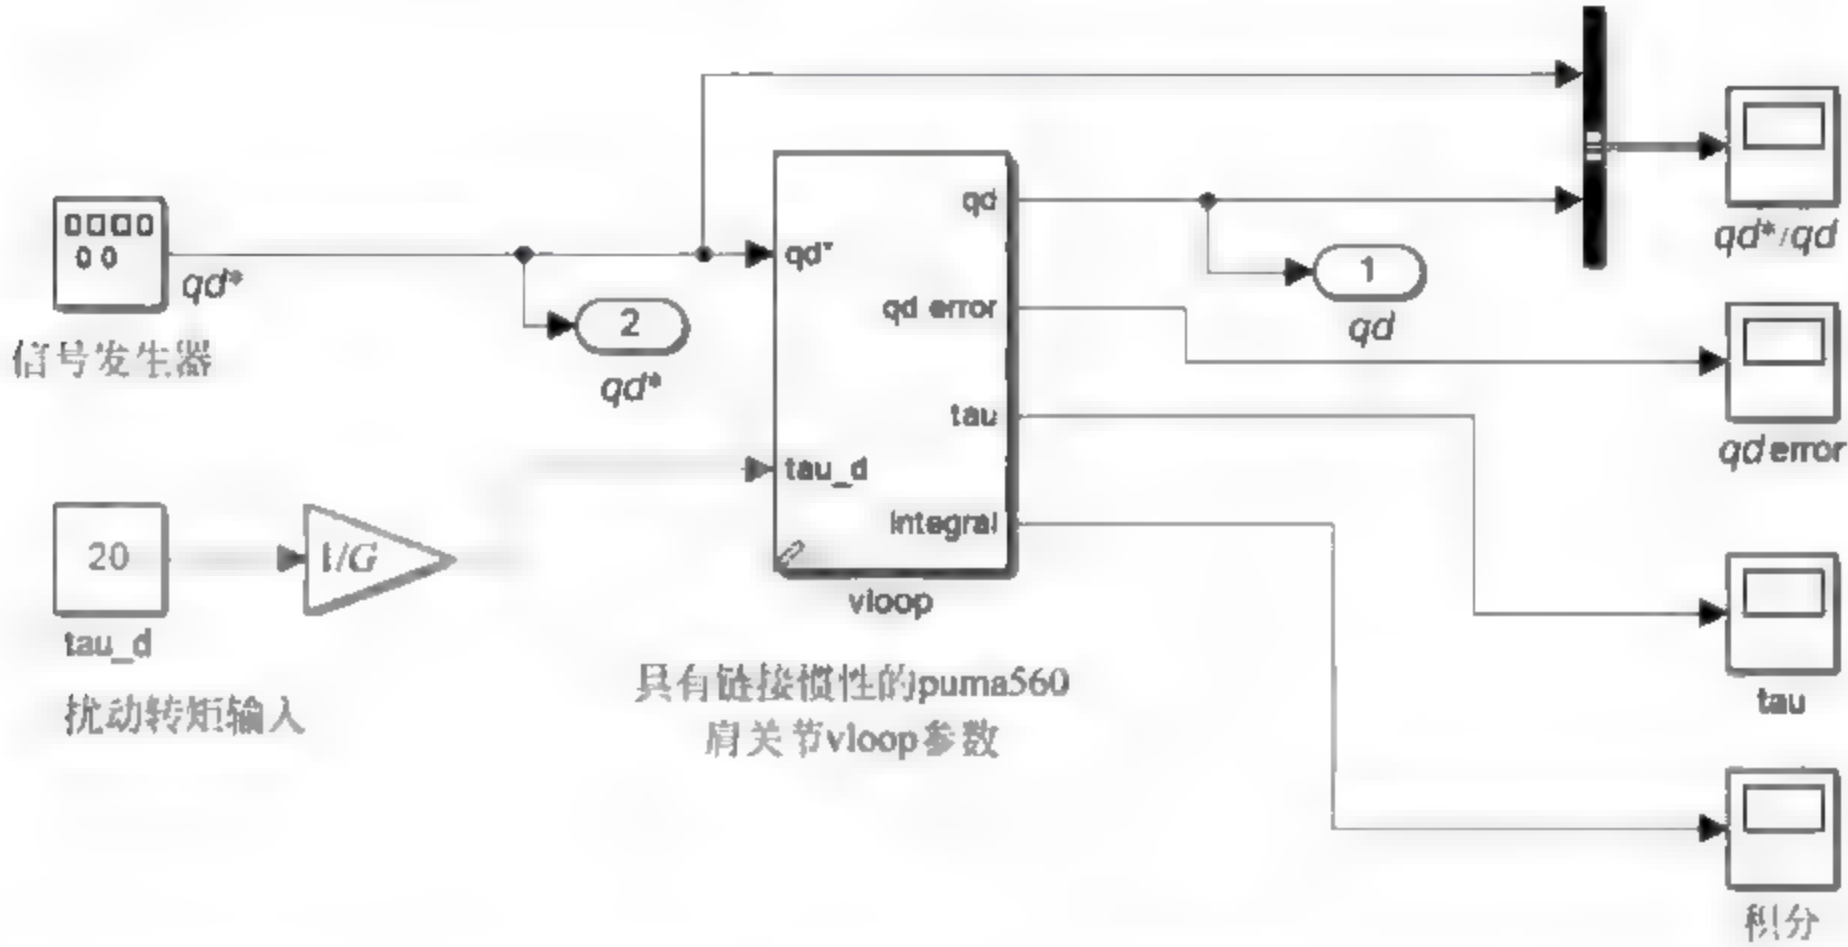 qd*
信号发生器
2
qd*
20
1/G
tau_d
扰动转矩输入
qd*
tau_d
qd
qd error
tau
integral
vloop
具有链接惯性的puma560
肩关节vloop参数
1
qd
qd*/qd
qd error
tau
积分